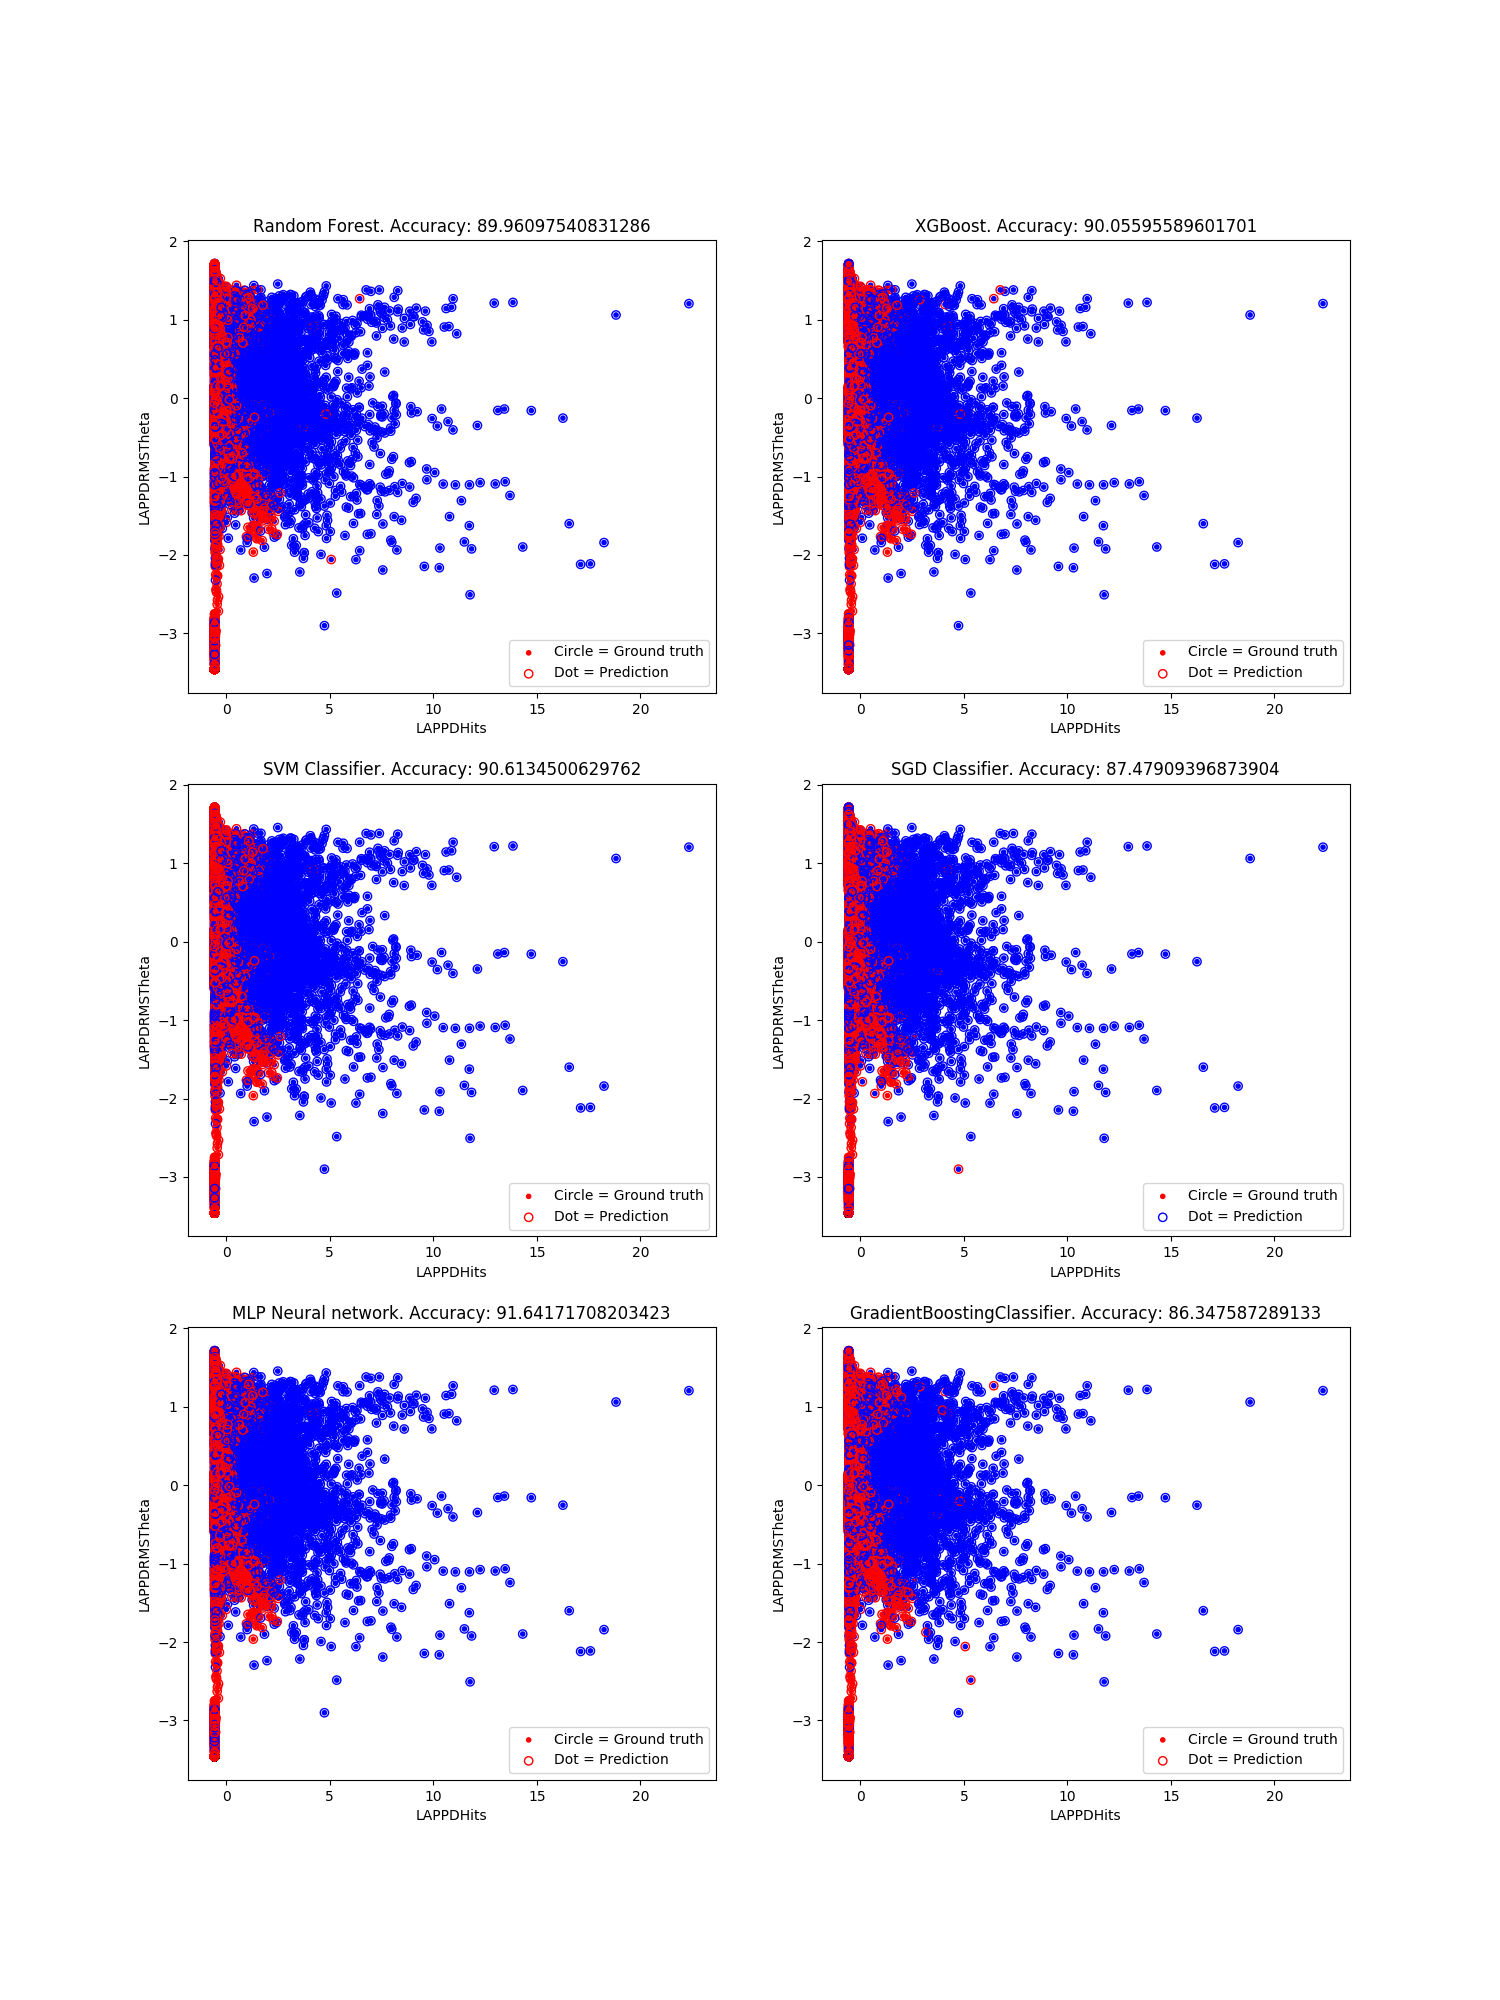 Random Forest. Accuracy: 89.96097540831286
2
1
0
−1
−2
−3
LAPPDRMSTheta
Circle = Ground truth
Dot = Prediction
0 5 10 15 20
LAPPDHits
XGBoost. Accuracy: 90.05595589601701
2
1
0
−1
−2
−3
LAPPDRMSTheta
Circle = Ground truth
Dot = Prediction
0 5 10 15 20
LAPPDHits
SVM Classifier. Accuracy: 90.6134500629762
2
1
0
−1
−2
−3
LAPPDRMSTheta
Circle = Ground truth
Dot = Prediction
0 5 10 15 20
LAPPDHits
SGD Classifier. Accuracy: 87.47909396873904
2
1
0
−1
−2
−3
LAPPDRMSTheta
Circle = Ground truth
Dot = Prediction
0 5 10 15 20
LAPPDHits
MLP Neural network. Accuracy: 91.64171708203423
2
1
0
−1
−2
−3
LAPPDRMSTheta
Circle = Ground truth
Dot = Prediction
0 5 10 15 20
LAPPDHits
GradientBoostingClassifier. Accuracy: 86.347587289133
2
1
0
−1
−2
−3
LAPPDRMSTheta
Circle = Ground truth
Dot = Prediction
0 5 10 15 20
LAPPDHits